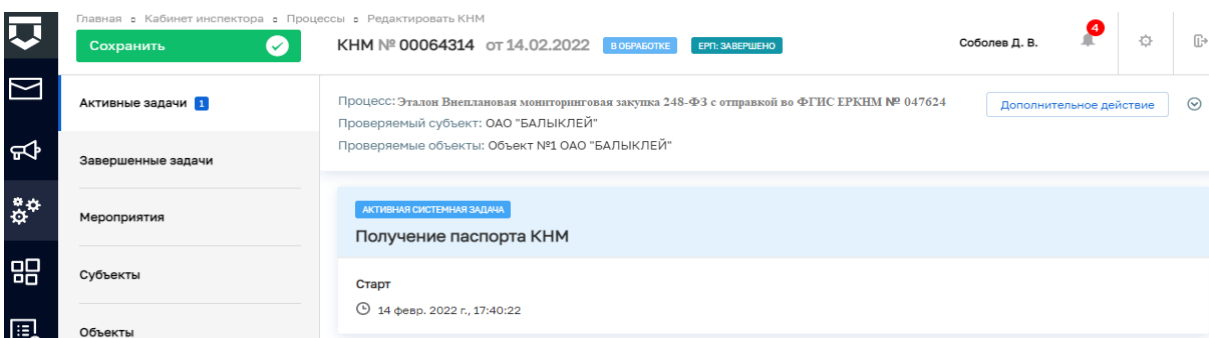 Главная Кабинет инспектора Процессы Редактировать КНМ
Сохранить
КНМ № 00064314 от 14.02.2022 В ОБРАБОТКЕ ЕРП: ЗАВЕРШЕНО
Соболев Д. В.
4
Активные задачи 1
Завершенные задачи
Мероприятия
Субъекты
Объекты
Процесс: Эталон Внеплановая мониторинговая закупка 248-ФЗ с отправкой во ФГИС ЕРКНМ № 047624
Проверяемый субъект: ОАО "БАЛЫКЛЕЙ"
Проверяемые объекты: Объект №1 ОАО "БАЛЫКЛЕЙ"
Дополнительное действие
АКТИВНАЯ СИСТЕМНАЯ ЗАДАЧА
Получение паспорта КНМ
Старт
14 февр. 2022 г., 17:40:22